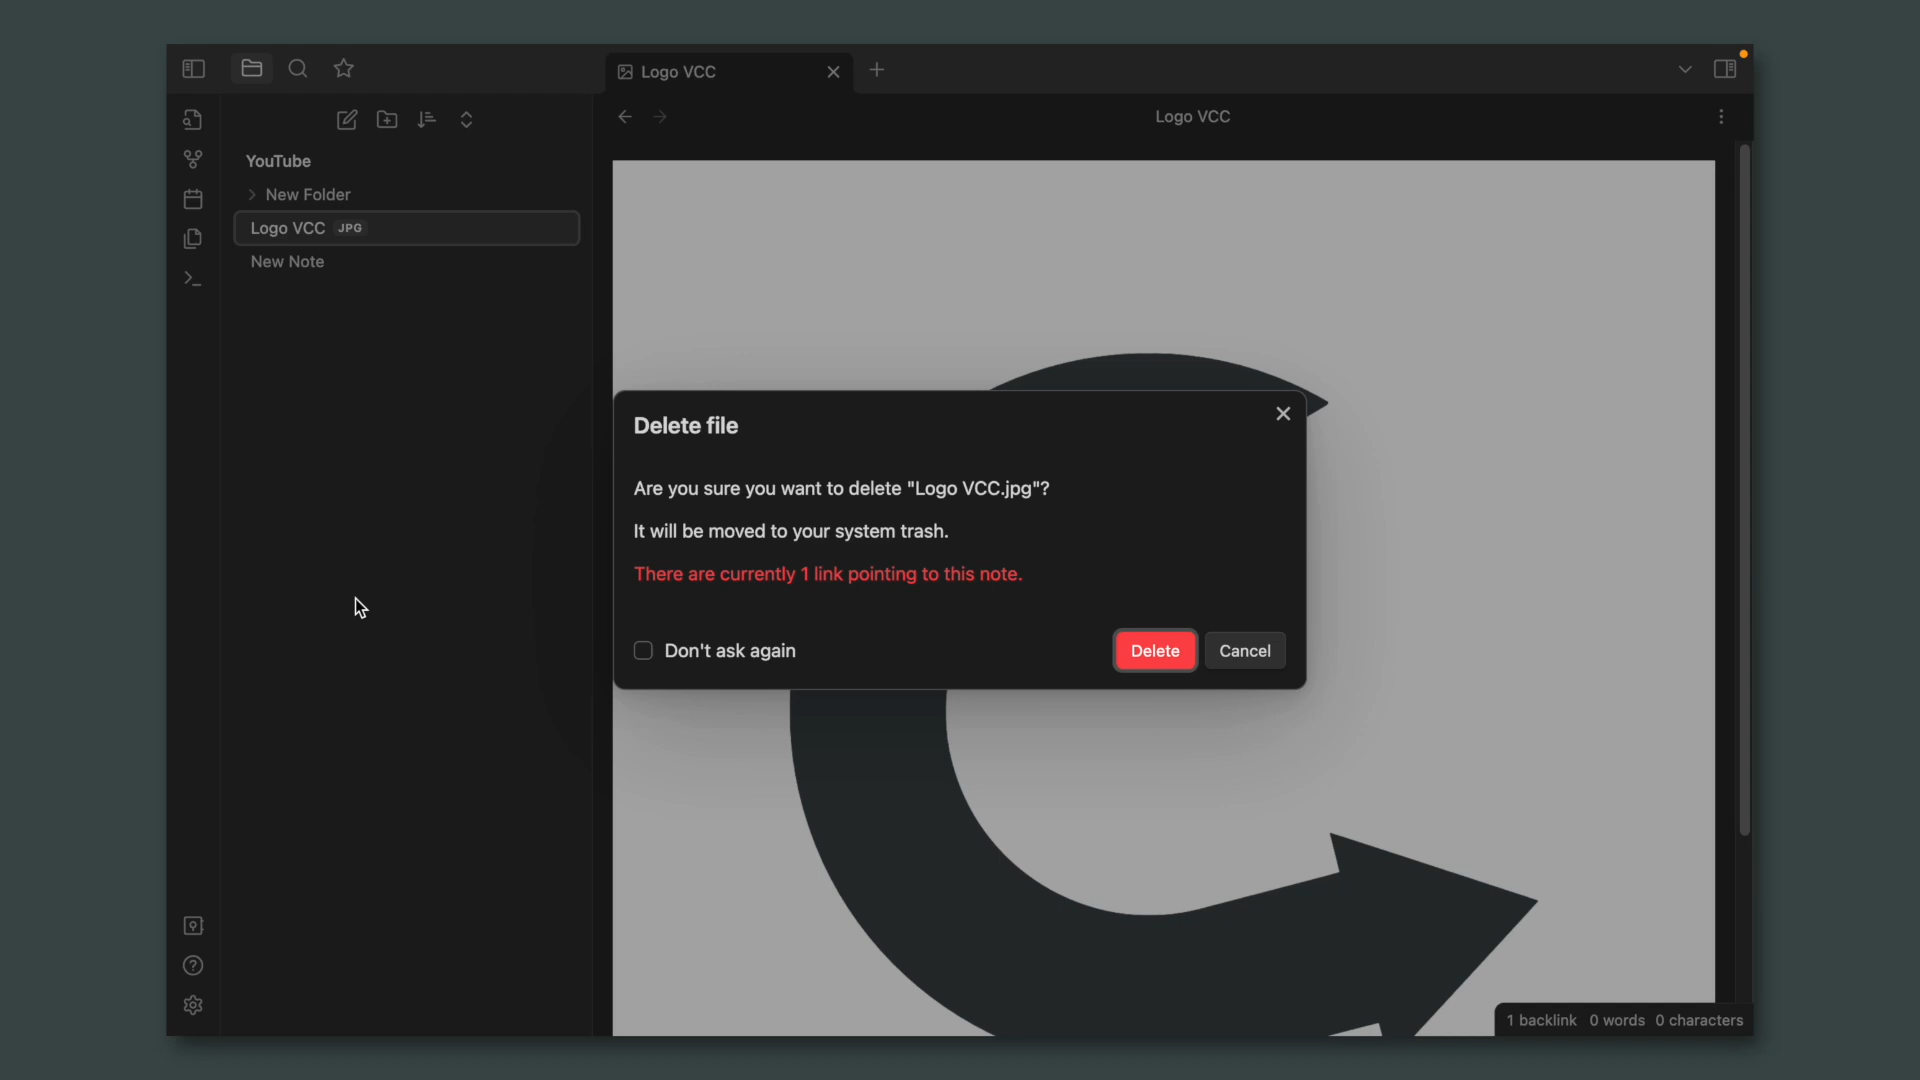 Logo VCC
Logo VCC
YouTube
New Folder
Logo VCC JPG
New Note
Delete file
Are you sure you want to delete "Logo VCC.jpg"?
It will be moved to your system trash.
There are currently 1 link pointing to this note.
Don't ask again
Delete
Cancel
1 backlink 0 words 0 characters